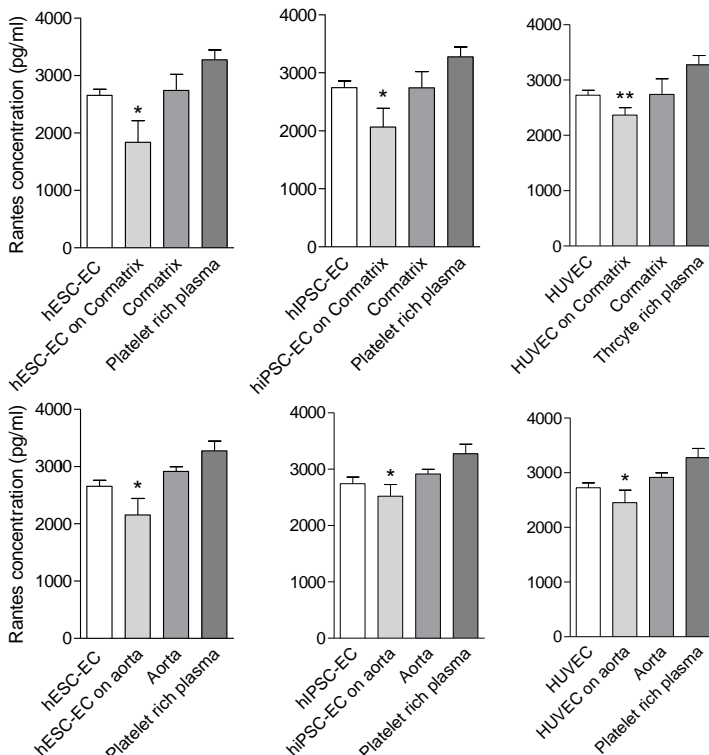 Rantes concentration (pg/ml)
4000
3000
2000
1000
0
*
hESC-EC
hESC-EC on Cormatrix
Cormatrix
Platelet rich plasma
4000
3000
2000
1000
0
*
hIPSC-EC
hiPSC-EC on Cormatrix
Cormatrix
Platelet rich plasma
4000
3000
2000
1000
0
**
HUVEC
HUVEC on Cormatrix
Cormatrix
Thrcyte rich plasma
Rantes concentration (pg/ml)
4000
3000
2000
1000
0
*
hESC-EC
hESC-EC on aorta
Aorta
Platelet rich plasma
4000
3000
2000
1000
0
*
hIPSC-EC
hiPSC-EC on aorta
Aorta
Platelet rich plasma
4000
3000
2000
1000
0
*
HUVEC
HUVEC on aorta
Aorta
Platelet rich plasma